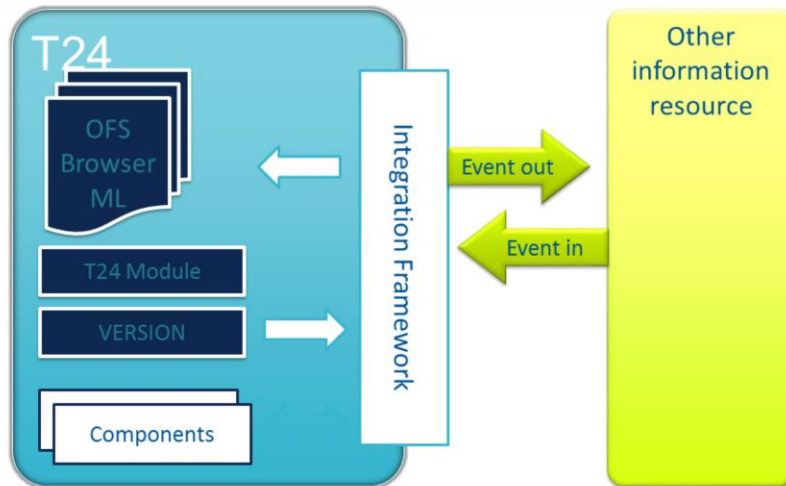 T24
OFS
Browser
ML
T24 Module
VERSION
Components
Integration Framework
Event out
Event in
Other
information
resource